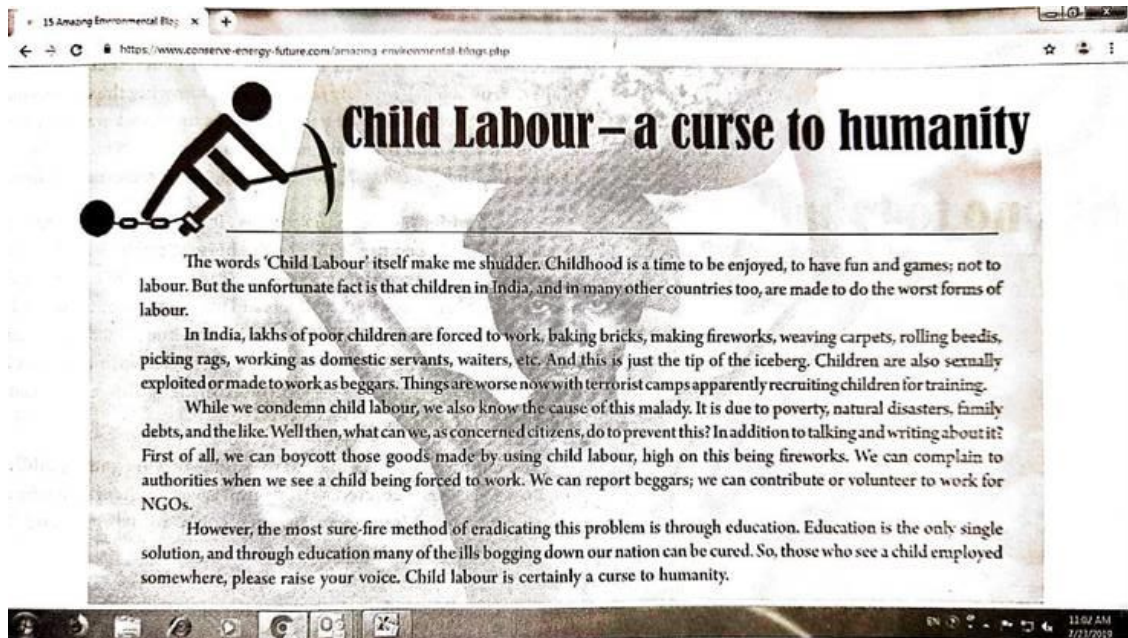 15 Amazing Environmental Blog
https://www.conserve-energy-future.com/amazing-environmental-blogs.php
Child Labour – a curse to humanity
The words ‘Child Labour’ itself make me shudder. Childhood is a time to be enjoyed, to have fun and games; not to
labour. But the unfortunate fact is that children in India, and in many other countries too, are made to do the worst forms of
labour.
In India, lakhs of poor children are forced to work, baking bricks, making fireworks, weaving carpets, rolling beedis,
picking rags, working as domestic servants, waiters, etc. And this is just the tip of the iceberg. Children are also sexually
exploited or made to work as beggars. Things are worse now with terrorist camps apparently recruiting children for training.
While we condemn child labour, we also know the cause of this malady. It is due to poverty, natural disasters, family
debts, and the like. Well then, what can we, as concerned citizens, do to prevent this? In addition to talking and writing about it?
First of all, we can boycott those goods made by using child labour, high on this being fireworks. We can complain to
authorities when we see a child being forced to work. We can report beggars; we can contribute or volunteer to work for
NGOs.
However, the most sure-fire method of eradicating this problem is through education. Education is the only single
solution, and through education many of the ills bogging down our nation can be cured. So, those who see a child employed
somewhere, please raise your voice. Child labour is certainly a curse to humanity.
EN
11:02 AM
2/21/2019